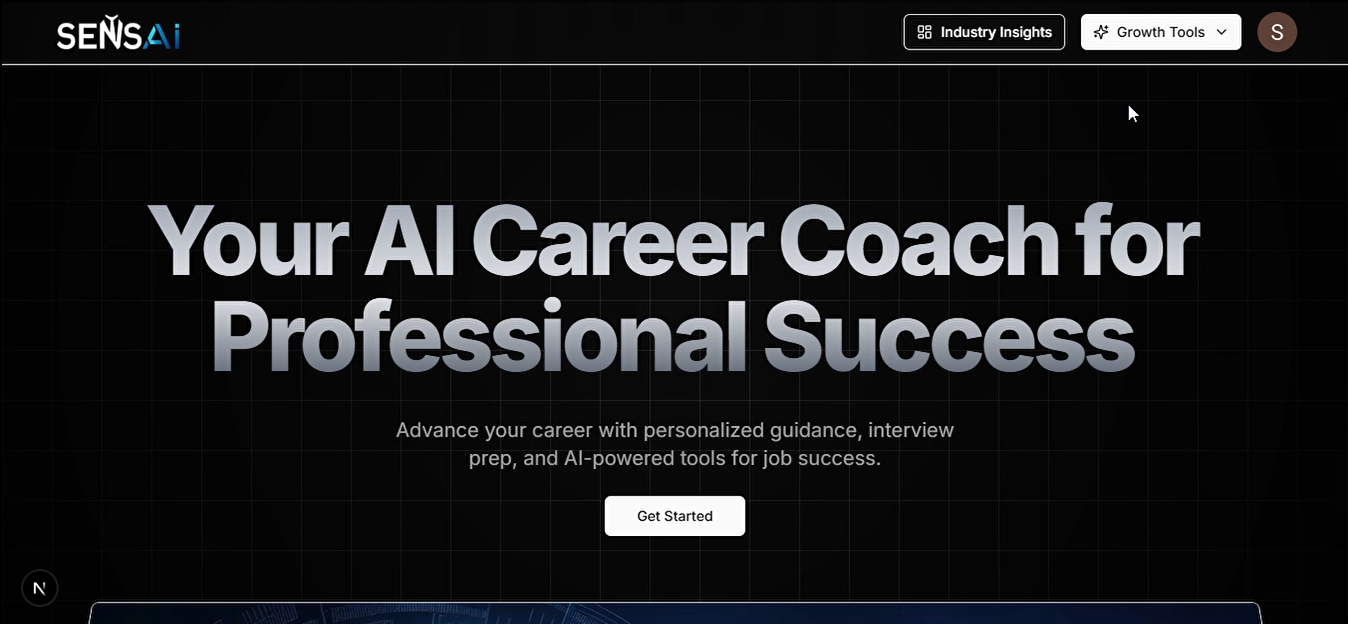 SENSAi
Industry Insights
Growth Tools
S
Your AI Career Coach for
Professional Success
Advance your career with personalized guidance, interview
prep, and AI-powered tools for job success.
Get Started
N